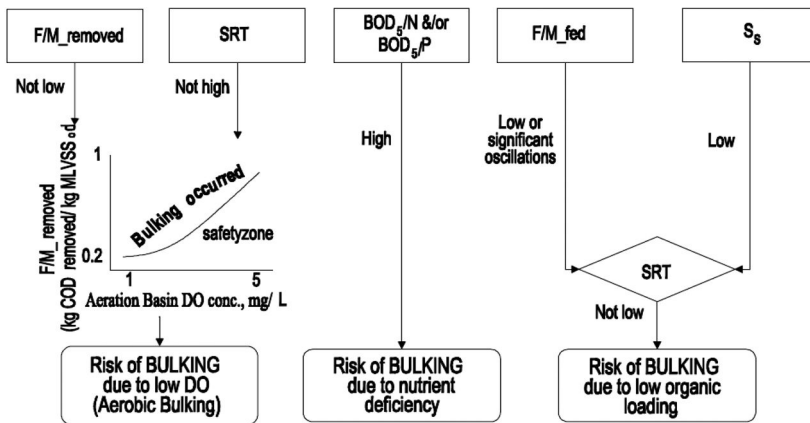 F/M_removed
SRT
BOD5/N &/or
BOD5/P
F/M_fed
SS
Not low
Not high
High
Low or
significant
oscillations
Low
F/M_removed
(kg COD removed/ kg MLVSS .d
1
0.2
Bulking occurred
safetyzone
1
5
Aeration Basin DO conc., mg/ L
SRT
Not low
Risk of BULKING
due to low DO
(Aerobic Bulking)
Risk of BULKING
due to nutrient
deficiency
Risk of BULKING
due to low organic
loading